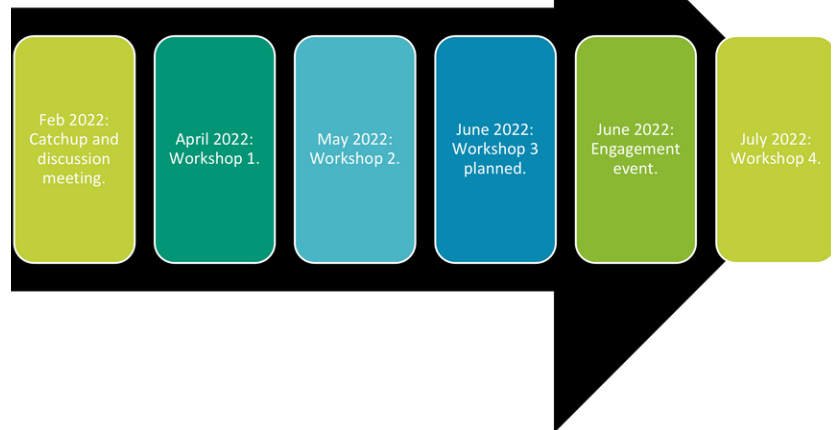 Feb 2022:
Catchup and
discussion
meeting.
April 2022:
Workshop 1.
May 2022:
Workshop 2.
June 2022:
Workshop 3
planned.
June 2022:
Engagement
event.
July 2022:
Workshop 4.